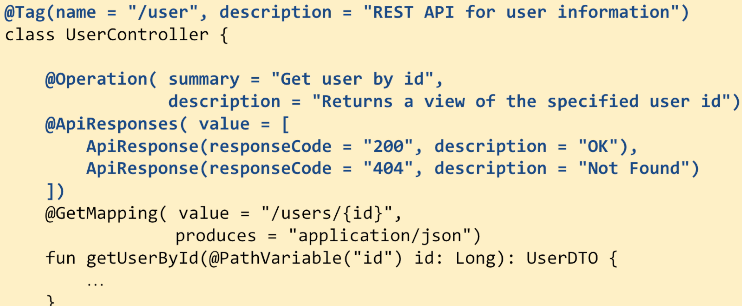 @Tag(name = "/user", description = "REST API for user information")
class UserController {
@Operation( summary = "Get user by id",
description = "Returns a view of the specified user id")
@ApiResponses( value = [
ApiResponse(responseCode = "200", description = "OK"),
ApiResponse(responseCode = "404", description = "Not Found")
])
@GetMapping( value = "/users/{id}",
produces = "application/json")
fun getUserById(@PathVariable("id") id: Long): UserDTO {
…
}